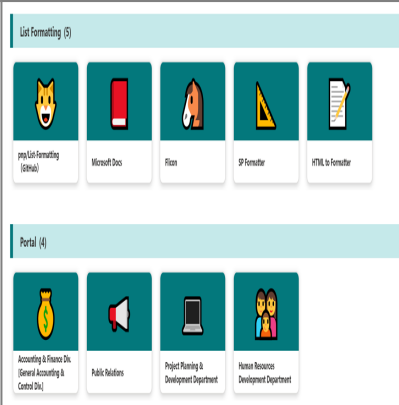 List Formatting (5)
pnp/List-Formatting
(GitHub)
Microsoft Docs
Flicon
SP Formatter
HTML to Formatter
Portal (4)
Accounting & Finance Div.
(General Accounting &
Control Div.)
Public Relations
Project Planning &
Development Department
Human Resources
Development Department